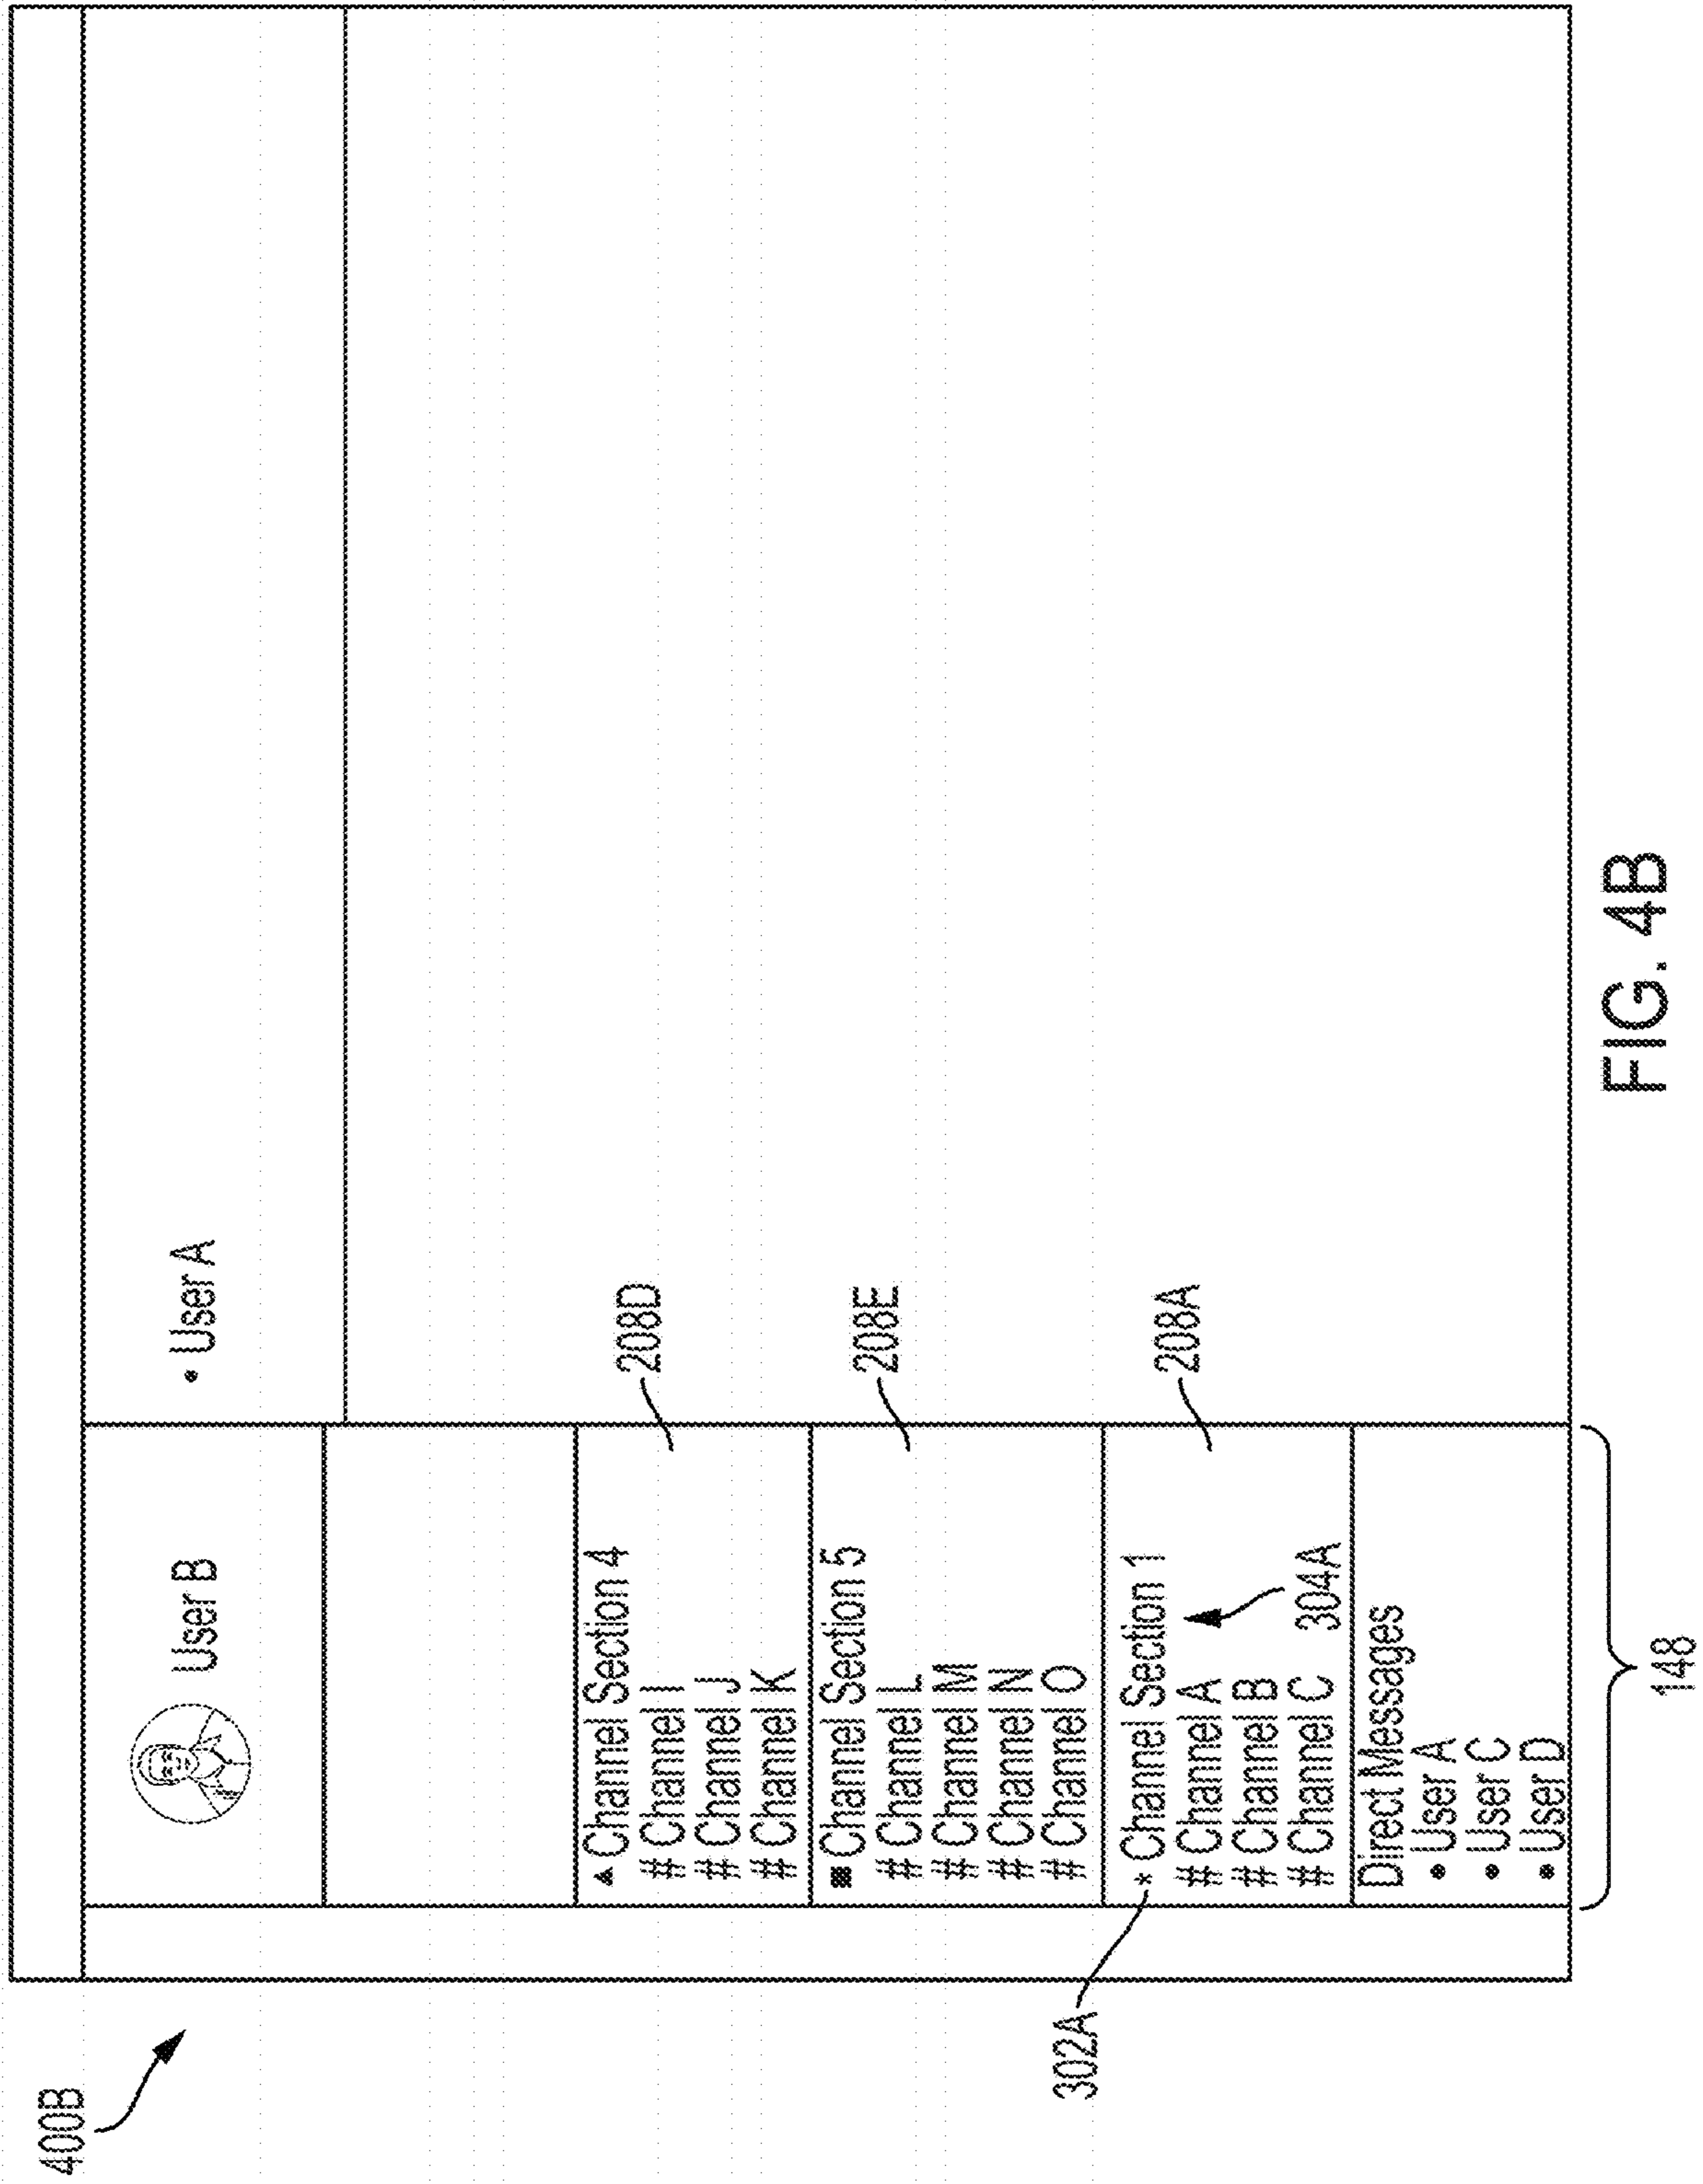 400B
User B
• User A
▲ Channel Section 4
# Channel I
# Channel J
# Channel K
208D
■ Channel Section 5
# Channel L
# Channel M
# Channel N
# Channel O
208E
302A
* Channel Section 1
# Channel A
# Channel B
# Channel C
304A
208A
Direct Messages
• User A
• User C
• User D
148
FIG. 4B